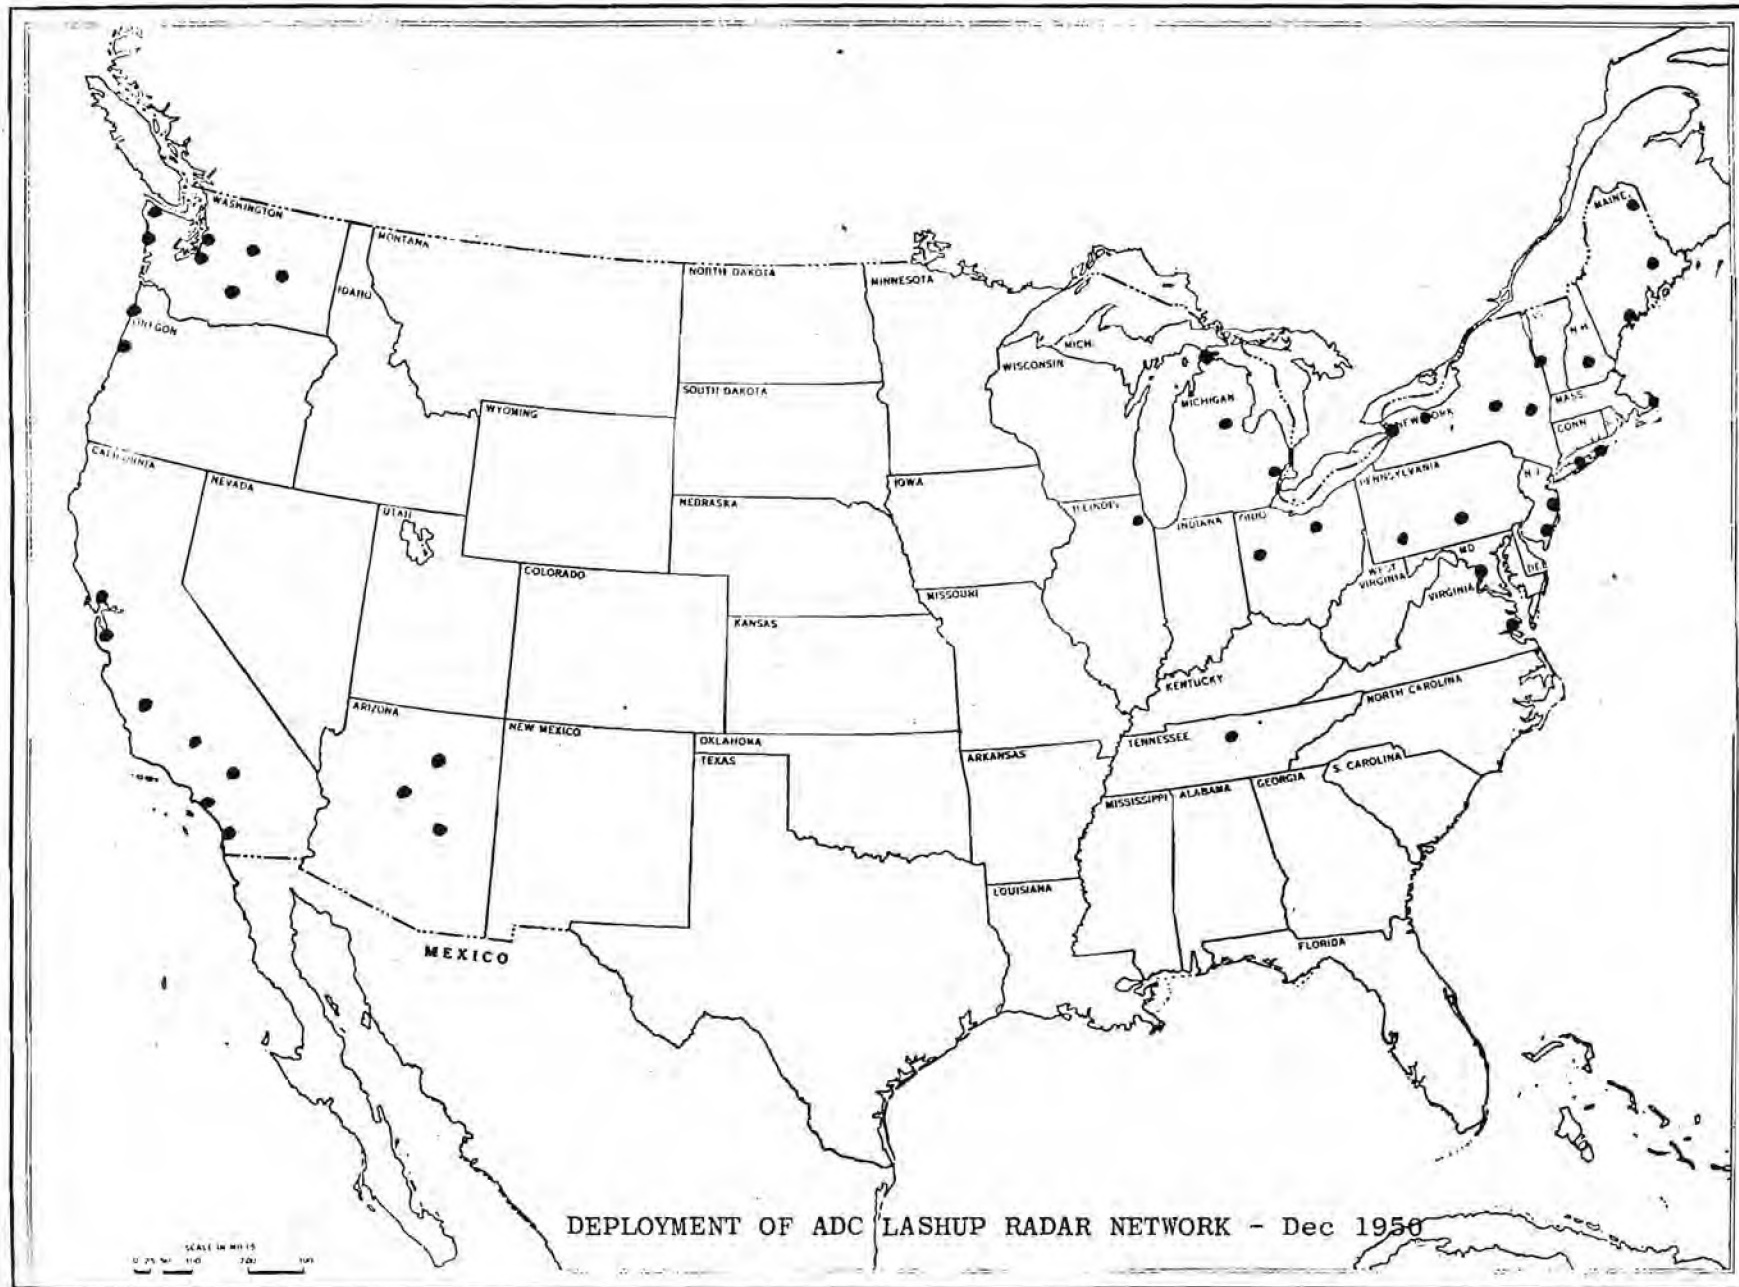 WASHINGTON
MAINE
MONTANA
NORTH DAKOTA
MINNESOTA
IDAHO
OREGON
N.H.
MICH.
WISCONSIN
SOUTH DAKOTA
MICHIGAN
MASS.
WYOMING
NEW YORK
CONN
CALIFORNIA
PENNSYLVANIA
N.J.
NEVADA
IOWA
NEBRASKA
ILLINOIS
UTAH
INDIANA
OHIO
MD
COLORADO
WEST
VIRGINIA
DEL
VIRGINIA
MISSOURI
KANSAS
KENTUCKY
NORTH CAROLINA
ARIZONA
NEW MEXICO
OKLAHOMA
TENNESSEE
TEXAS
ARKANSAS
S. CAROLINA
GEORGIA
ALABAMA
MISSISSIPPI
LOUISIANA
FLORIDA
MEXICO
DEPLOYMENT OF ADC LASHUP RADAR NETWORK - Dec 1950
SCALE IN MILES